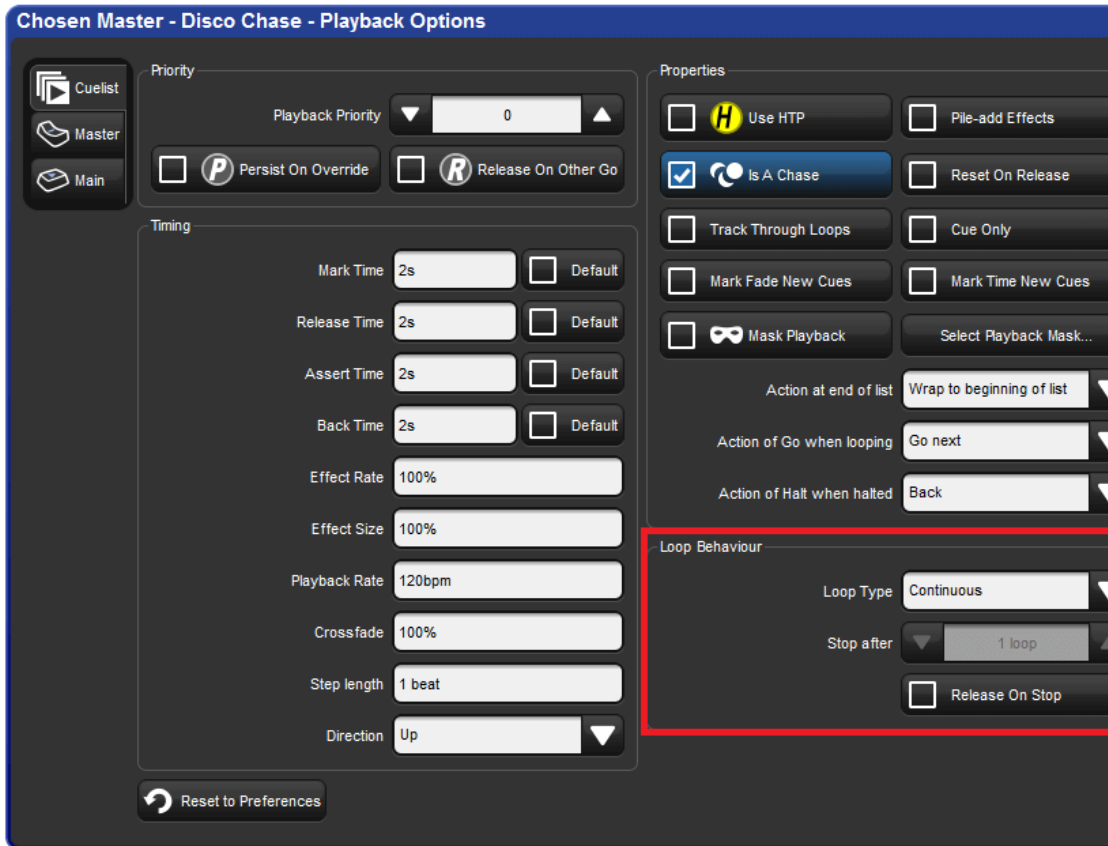 Chosen Master - Disco Chase - Playback Options
Cuelist
Master
Main
Priority
Playback Priority 0
P Persist On Override R Release On Other Go
Timing
Mark Time 2s Default
Release Time 2s Default
Assert Time 2s Default
Back Time 2s Default
Effect Rate 100%
Effect Size 100%
Playback Rate 120bpm
Crossfade 100%
Step length 1 beat
Direction Up
Reset to Preferences
Properties
H Use HTP Pile-add Effects
Is A Chase Reset On Release
Track Through Loops Cue Only
Mark Fade New Cues Mark Time New Cues
Mask Playback Select Playback Mask...
Action at end of list Wrap to beginning of list
Action of Go when looping Go next
Action of Halt when halted Back
Loop Behaviour
Loop Type Continuous
Stop after 1 loop
Release On Stop